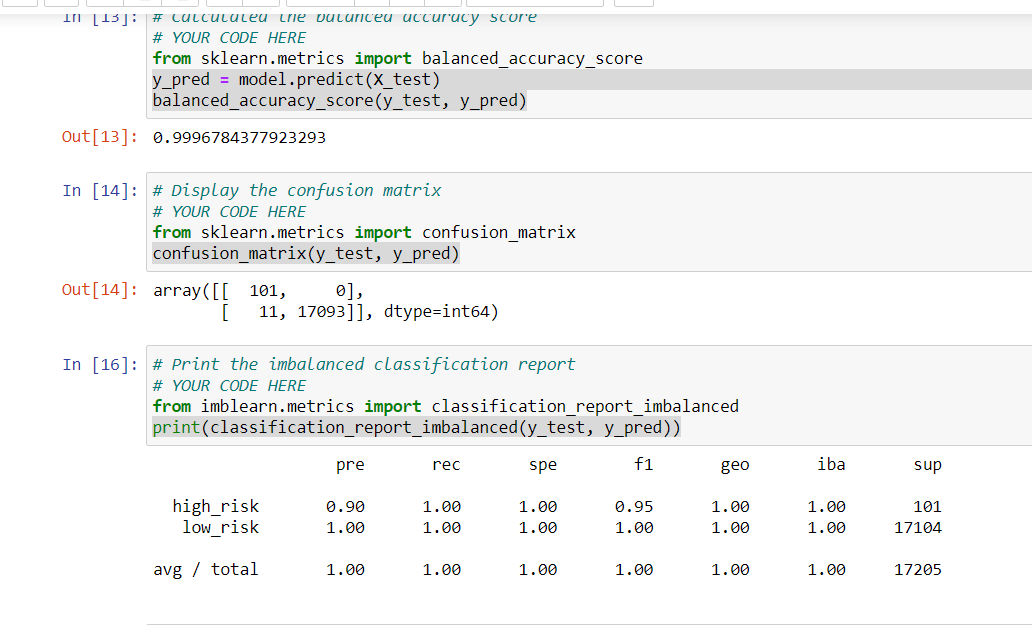 In [13]: # Calculated the balanced accuracy score
# YOUR CODE HERE
from sklearn.metrics import balanced_accuracy_score
y_pred = model.predict(X_test)
balanced_accuracy_score(y_test, y_pred)
Out[13]: 0.9996784377923293
In [14]: # Display the confusion matrix
# YOUR CODE HERE
from sklearn.metrics import confusion_matrix
confusion_matrix(y_test, y_pred)
Out[14]: array([[  101,     0],
       [   11, 17093]], dtype=int64)
In [16]: # Print the imbalanced classification report
# YOUR CODE HERE
from imblearn.metrics import classification_report_imbalanced
print(classification_report_imbalanced(y_test, y_pred))
pre rec spe f1 geo iba sup
high_risk 0.90 1.00 1.00 0.95 1.00 1.00 101
low_risk 1.00 1.00 1.00 1.00 1.00 1.00 17104
avg / total 1.00 1.00 1.00 1.00 1.00 1.00 17205